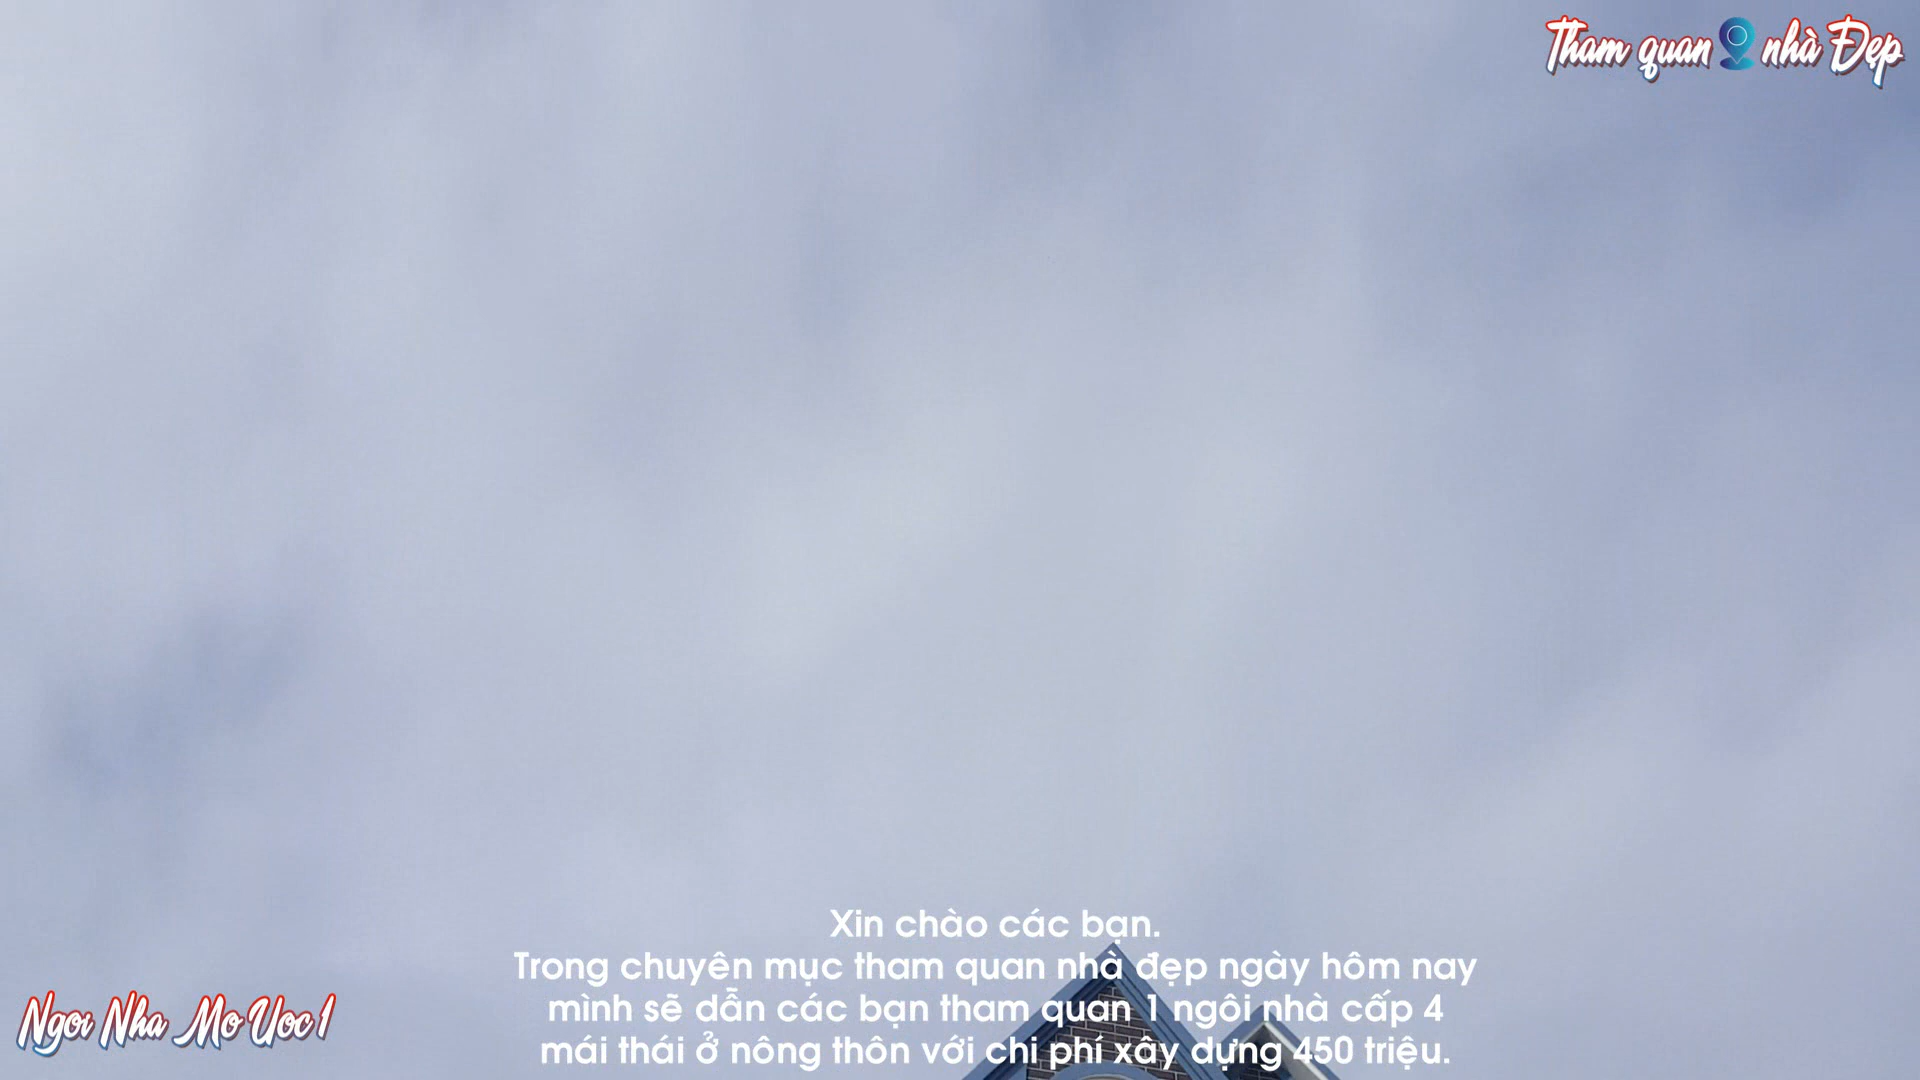 Tham quan nhà Đẹp
Xin chào các bạn.
Trong chuyên mục tham quan nhà đẹp ngày hôm nay
mình sẽ dẫn các bạn tham quan 1 ngôi nhà cấp 4
mái thái ở nông thôn với chi phí xây dựng 450 triệu.
Ngoi Nha Mo Uoc 1